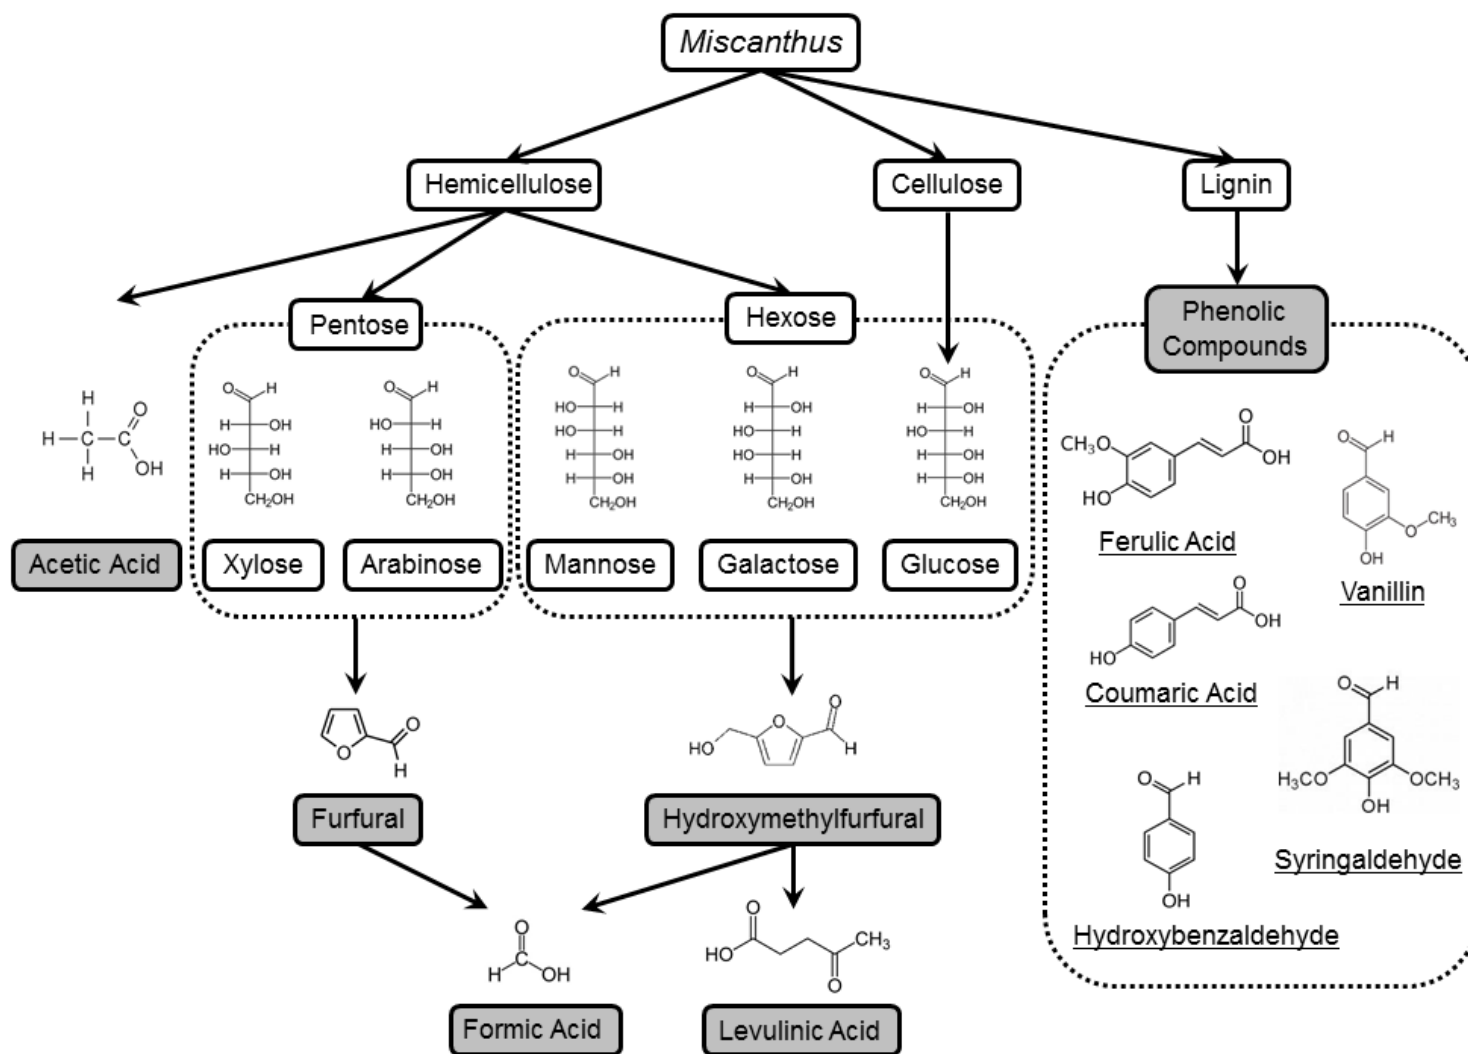 Miscanthus
Hemicellulose
Cellulose
Lignin
Pentose
Hexose
Phenolic
Compounds
H
H
C
C
O
OH
H
O
H
H
OH
HO
H
H
OH
CH₂OH
O
H
HO
H
H
OH
H
OH
CH₂OH
O
H
HO
H
HO
H
H
OH
H
OH
CH₂OH
O
H
H
OH
HO
H
HO
H
H
OH
CH₂OH
O
H
H
OH
HO
H
H
OH
H
OH
CH₂OH
Acetic Acid
Xylose
Arabinose
Mannose
Galactose
Glucose
CH₃O
HO
O
OH
Ferulic Acid
O
H
O
CH₃
OH
Vanillin
HO
O
OH
Coumaric Acid
O
H
H₃CO
OCH₃
OH
Syringaldehyde
O
H
OH
Hydroxybenzaldehyde
O
O
H
Furfural
HO
O
O
H
Hydroxymethylfurfural
O
C
H
OH
Formic Acid
O
HO
CH₃
O
Levulinic Acid